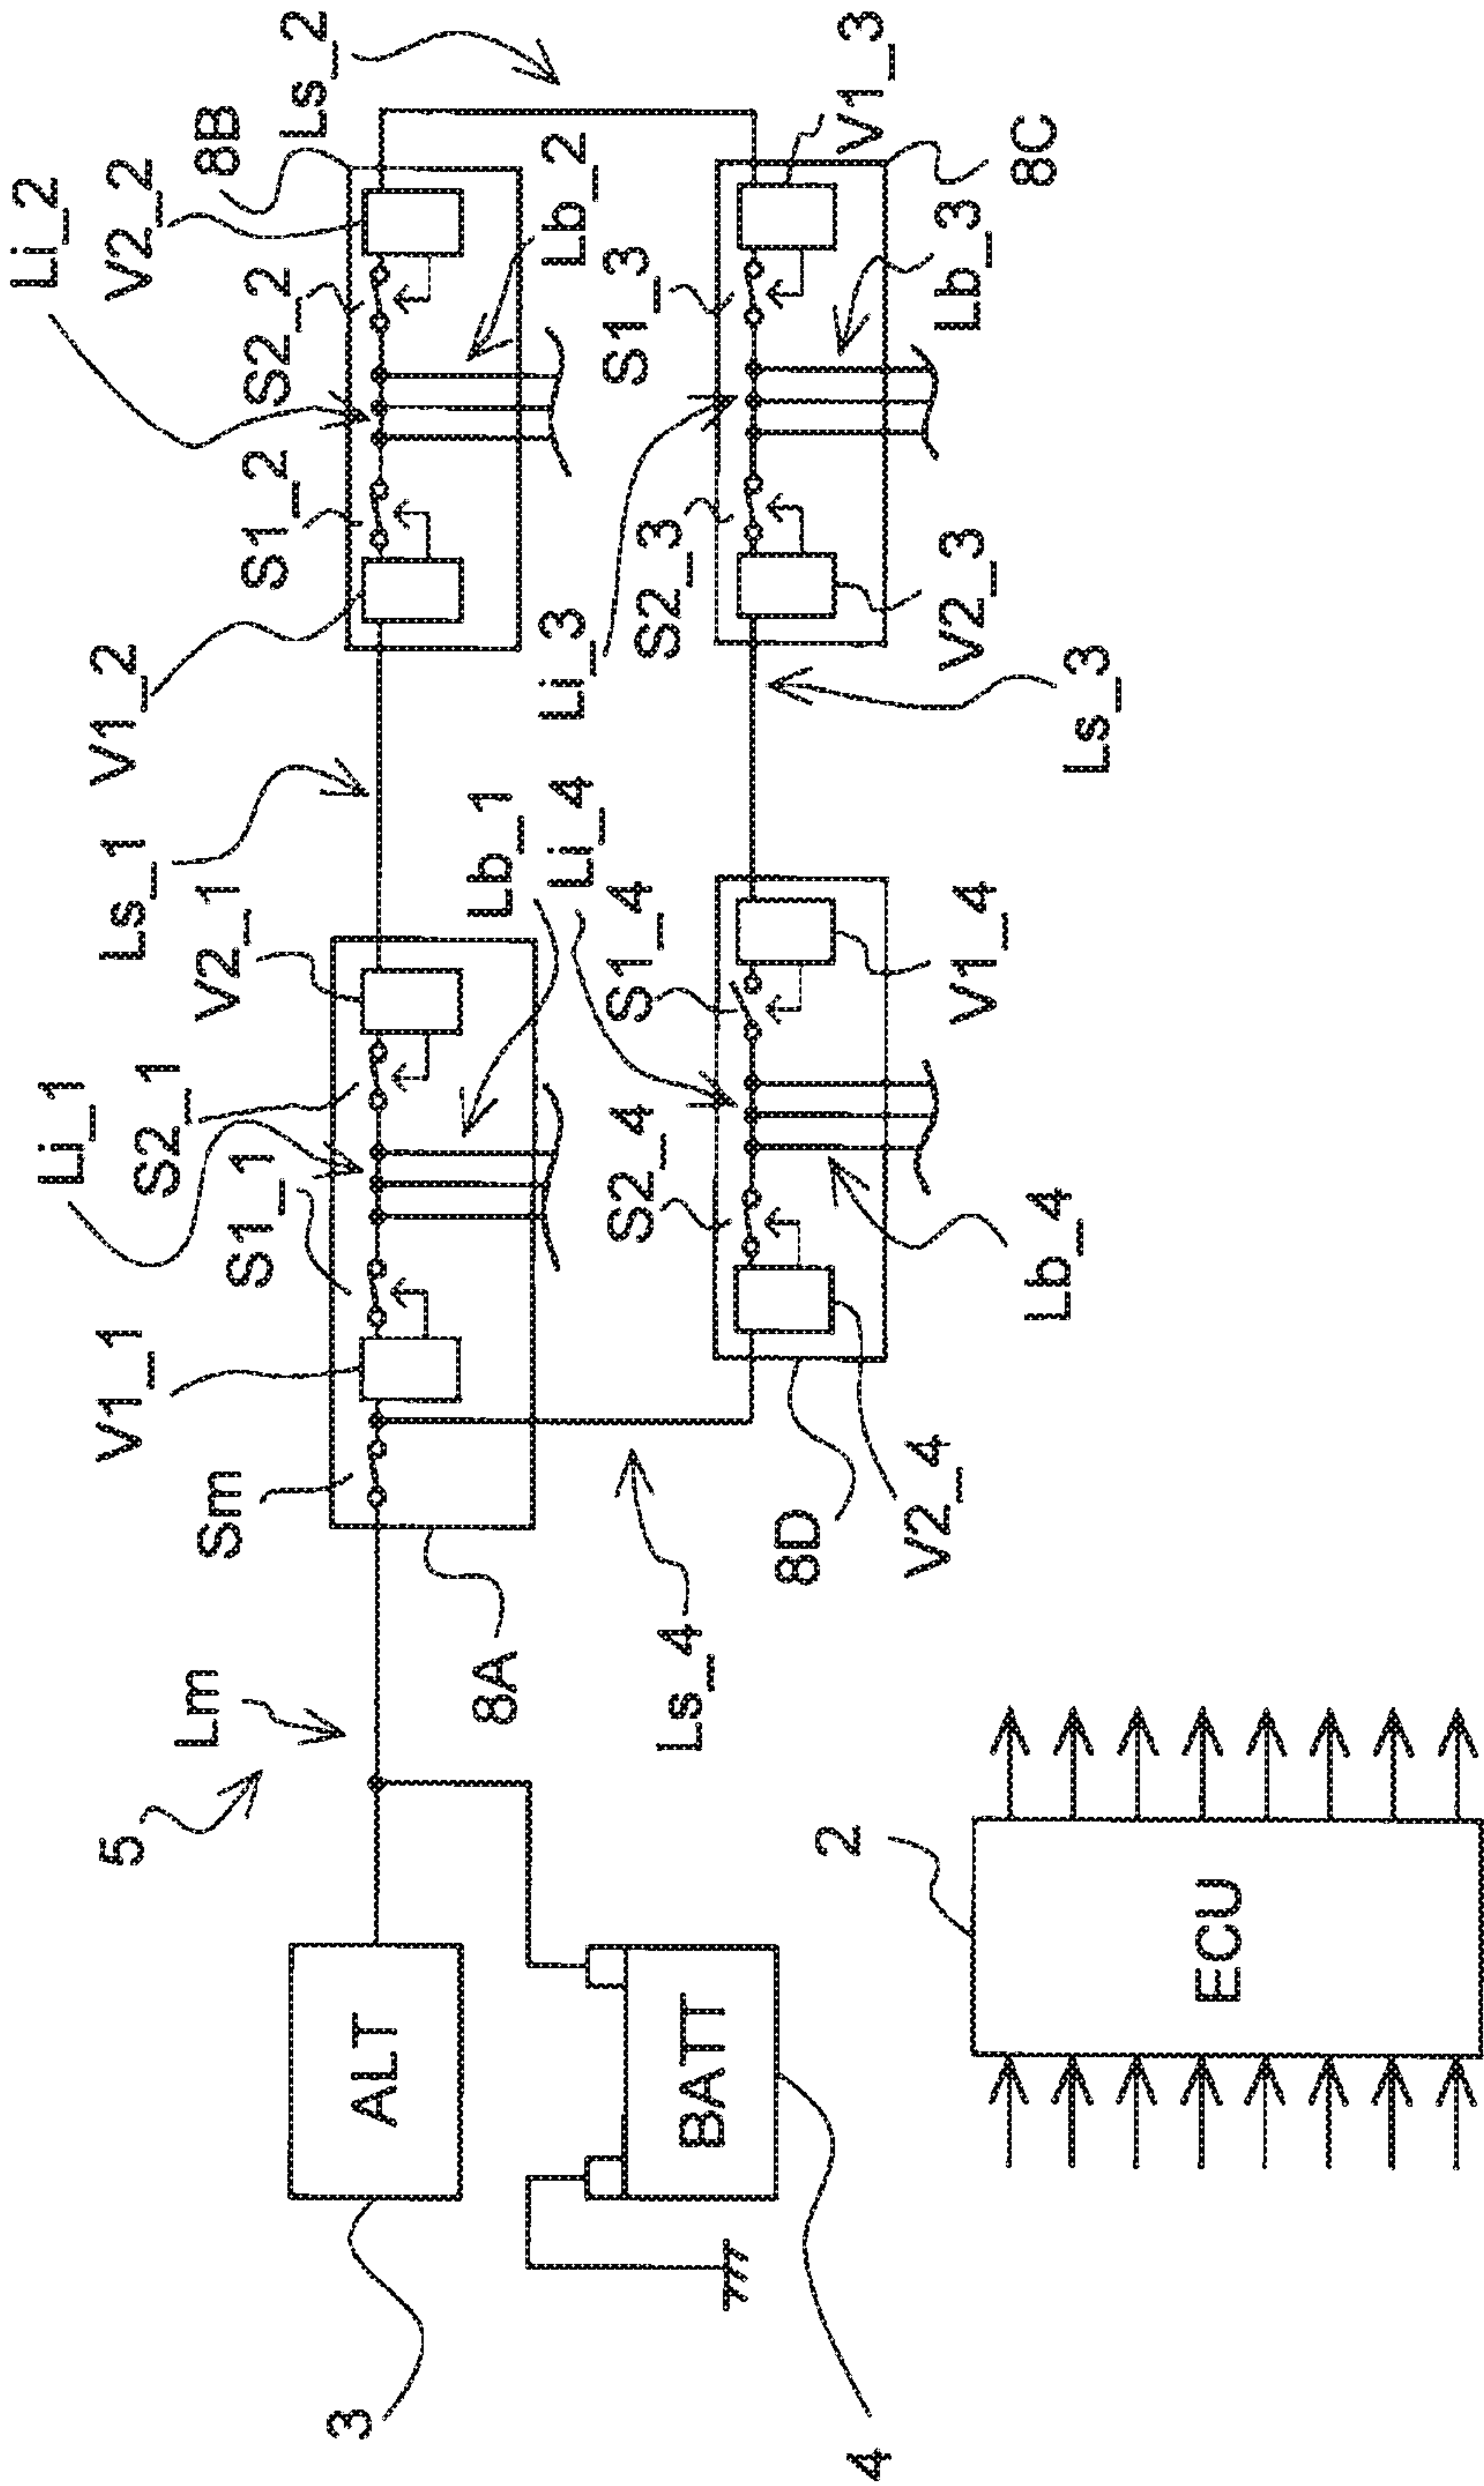 5
Lm
Sm
V1_1
S1_1
Li_1
S2_1
V2_1
Ls_1
V1_2
S1_2
Li_2
S2_2
V2_2
8B
Ls_2
3
ALT
8A
Lb_1
Li_4
Li_3
Lb_2
4
BATT
Ls_4
8D
V2_4
S2_4
Lb_4
S1_4
V1_4
Ls_3
S2_3
V2_3
S1_3
Lb_3
8C
V1_3
2
ECU